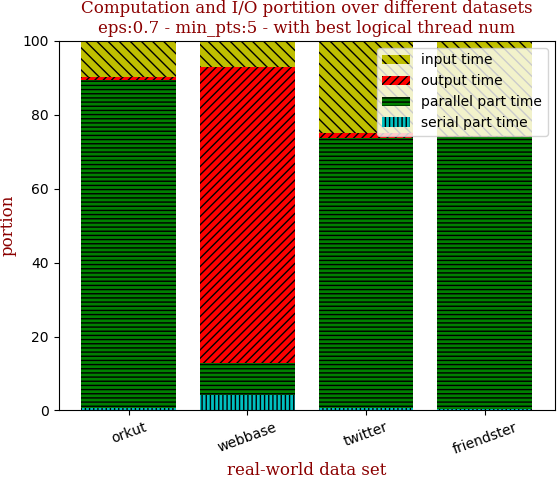 Computation and I/O portition over different datasets
eps:0.7 - min_pts:5 - with best logical thread num
100
80
60
40
20
0
portion
input time
output time
parallel part time
serial part time
orkut
webbase
twitter
friendster
real-world data set